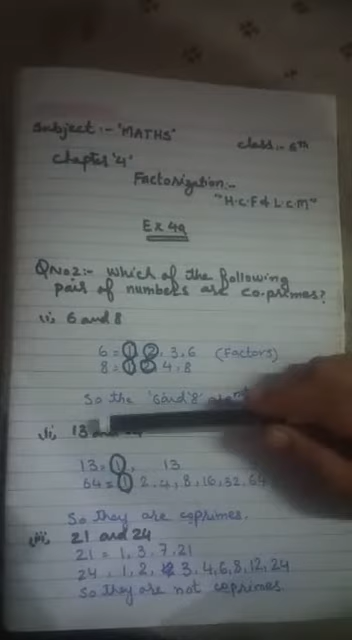 Subject:- "MATHS"
class:- 6th
Chapter '4'
Factorization:-
"H.C.F & L.C.M"
Ex 4a
QNo2:- which of the following
pair of numbers are co.primes?
(i) 6 and 8
6 = 1, 2, 3, 6 (Factors)
8 = 1, 2, 4, 8
So the '6and'8 are
(ii) 13
13 = 1, 13
64 = 1 2, 4, 8, 16, 32, 64
So they are coprimes.
(iii) 21 and 24
21 = 1, 3, 7, 21
24 = 1, 2, 3, 4, 6, 8, 12, 24
So they are not coprimes.